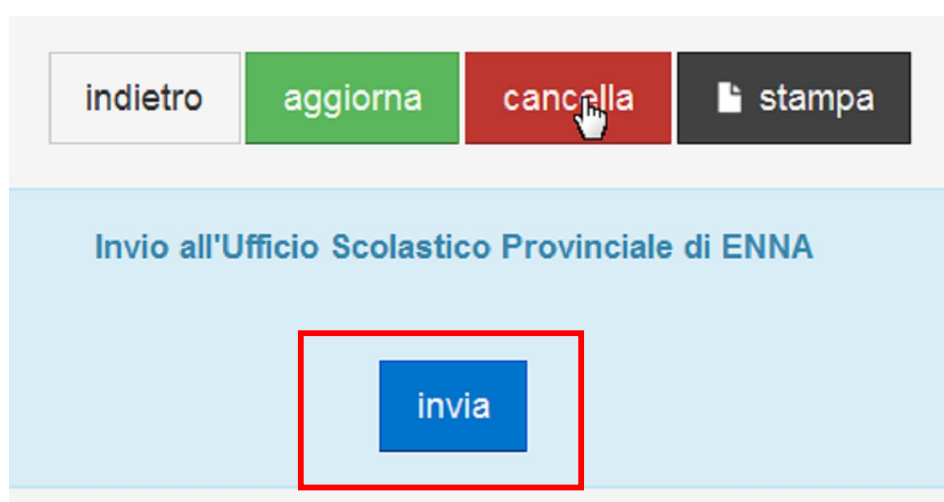 indietro aggiorna cancella stampa
Invio all'Ufficio Scolastico Provinciale di ENNA
invia